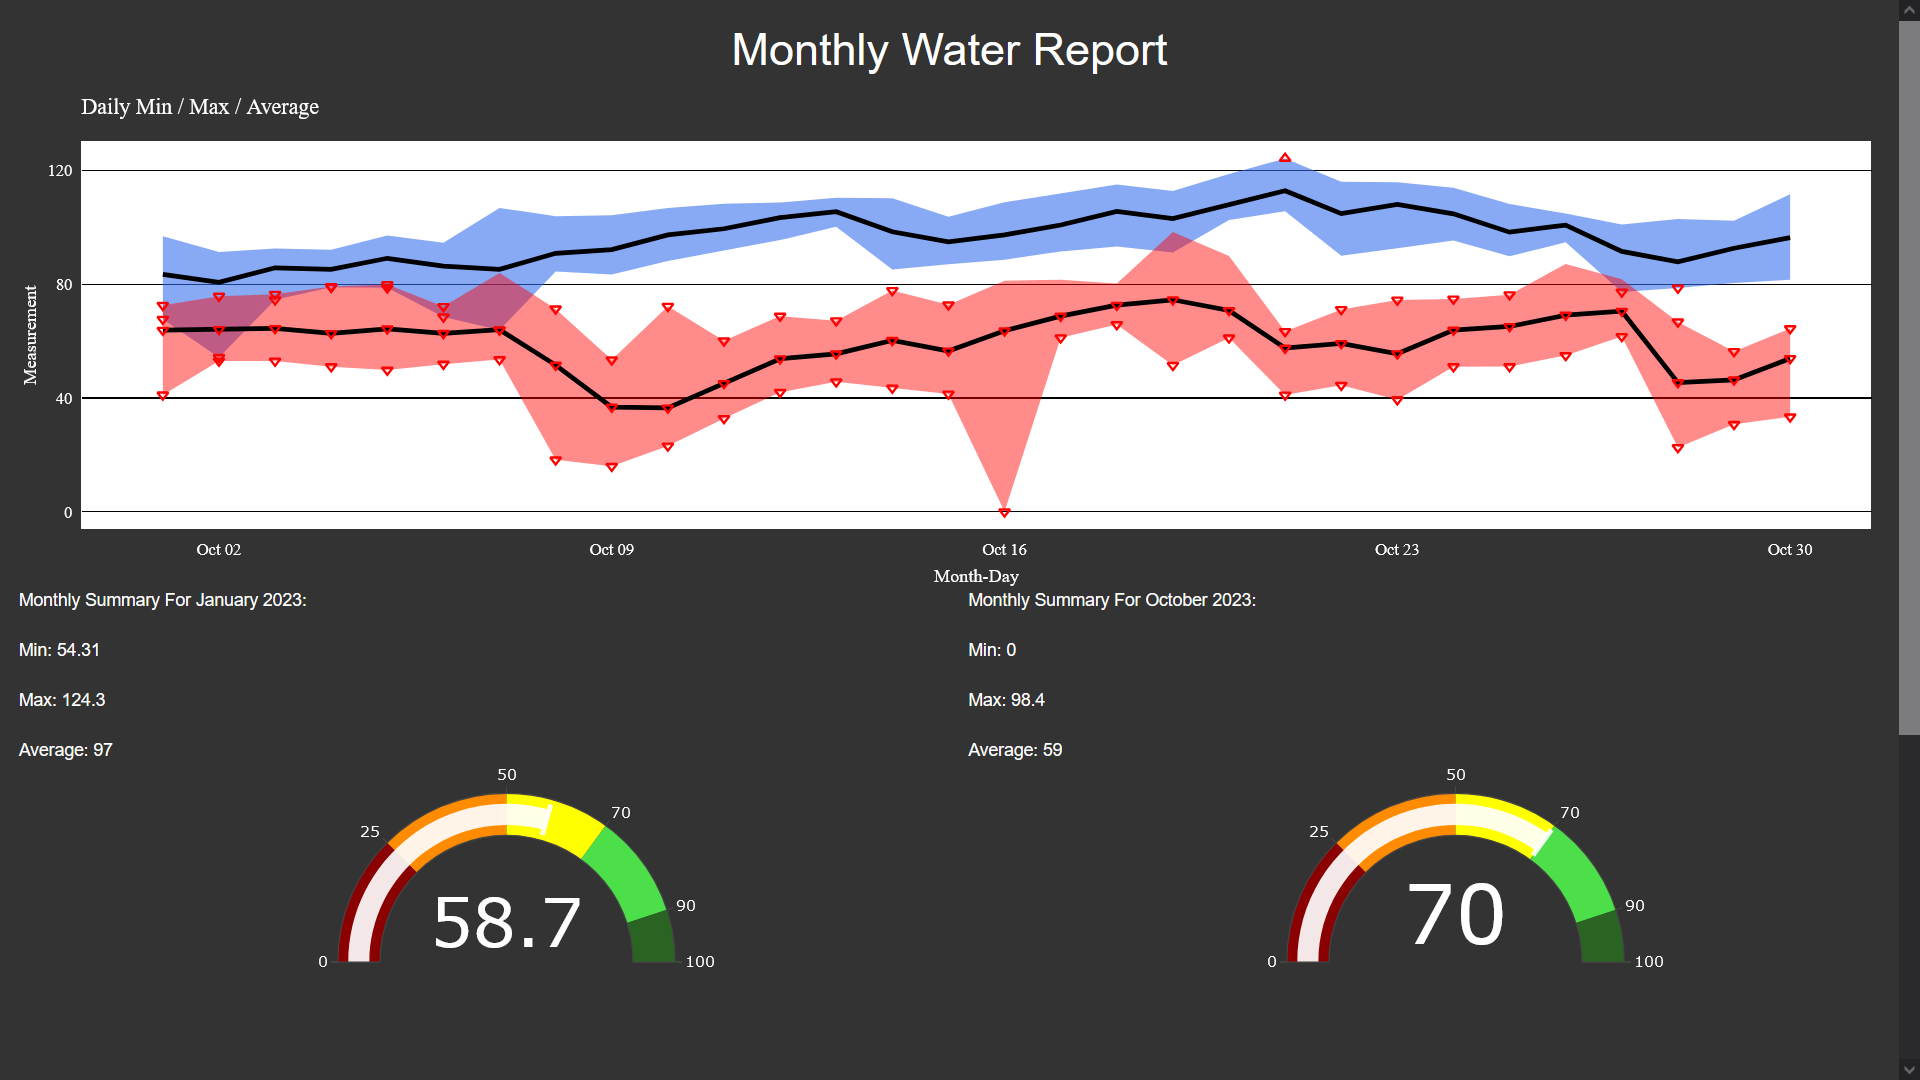 Monthly Water Report
Daily Min / Max / Average
120
80
40
0
Measurement
Oct 02
Oct 09
Oct 16
Oct 23
Oct 30
Month-Day
Monthly Summary For January 2023:
Min: 54.31
Max: 124.3
Average: 97
0
25
50
70
90
100
58.7
Monthly Summary For October 2023:
Min: 0
Max: 98.4
Average: 59
0
25
50
70
90
100
70